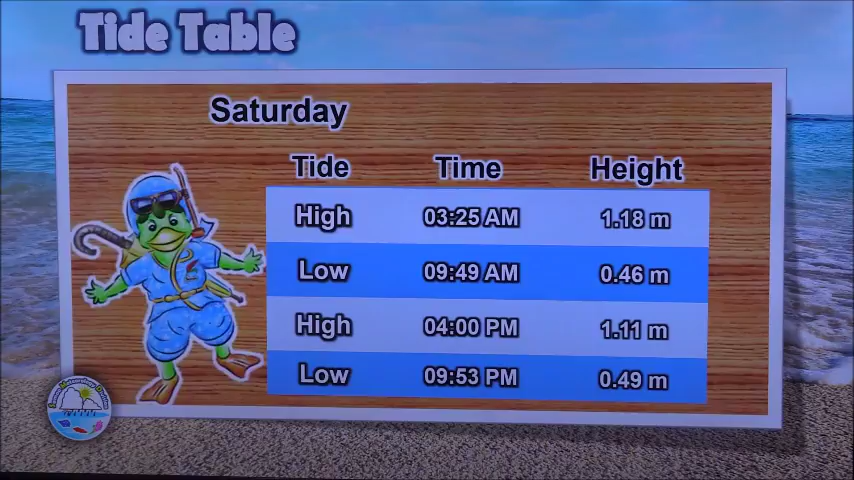 Tide Table
Saturday
Tide Time Height
High 03:25 AM 1.18 m
Low 09:49 AM 0.46 m
High 04:00 PM 1.11 m
Low 09:53 PM 0.49 m